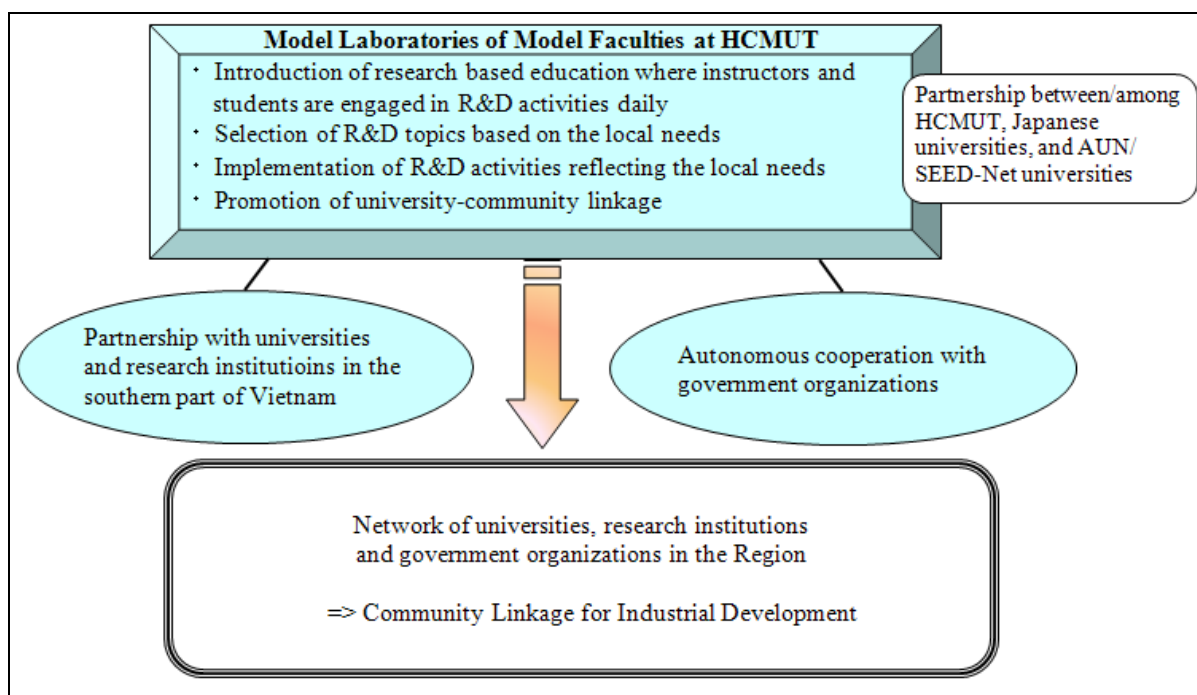 Model Laboratories of Model Faculties at HCMUT
· Introduction of research based education where instructors and
students are engaged in R&D activities daily
· Selection of R&D topics based on the local needs
· Implementation of R&D activities reflecting the local needs
· Promotion of university-community linkage
Partnership between/among
HCMUT, Japanese
universities, and AUN/
SEED-Net universities
Partnership with universities
and research institutioins in the
southern part of Vietnam
Autonomous cooperation with
government organizations
Network of universities, research institutions
and government organizations in the Region
=> Community Linkage for Industrial Development